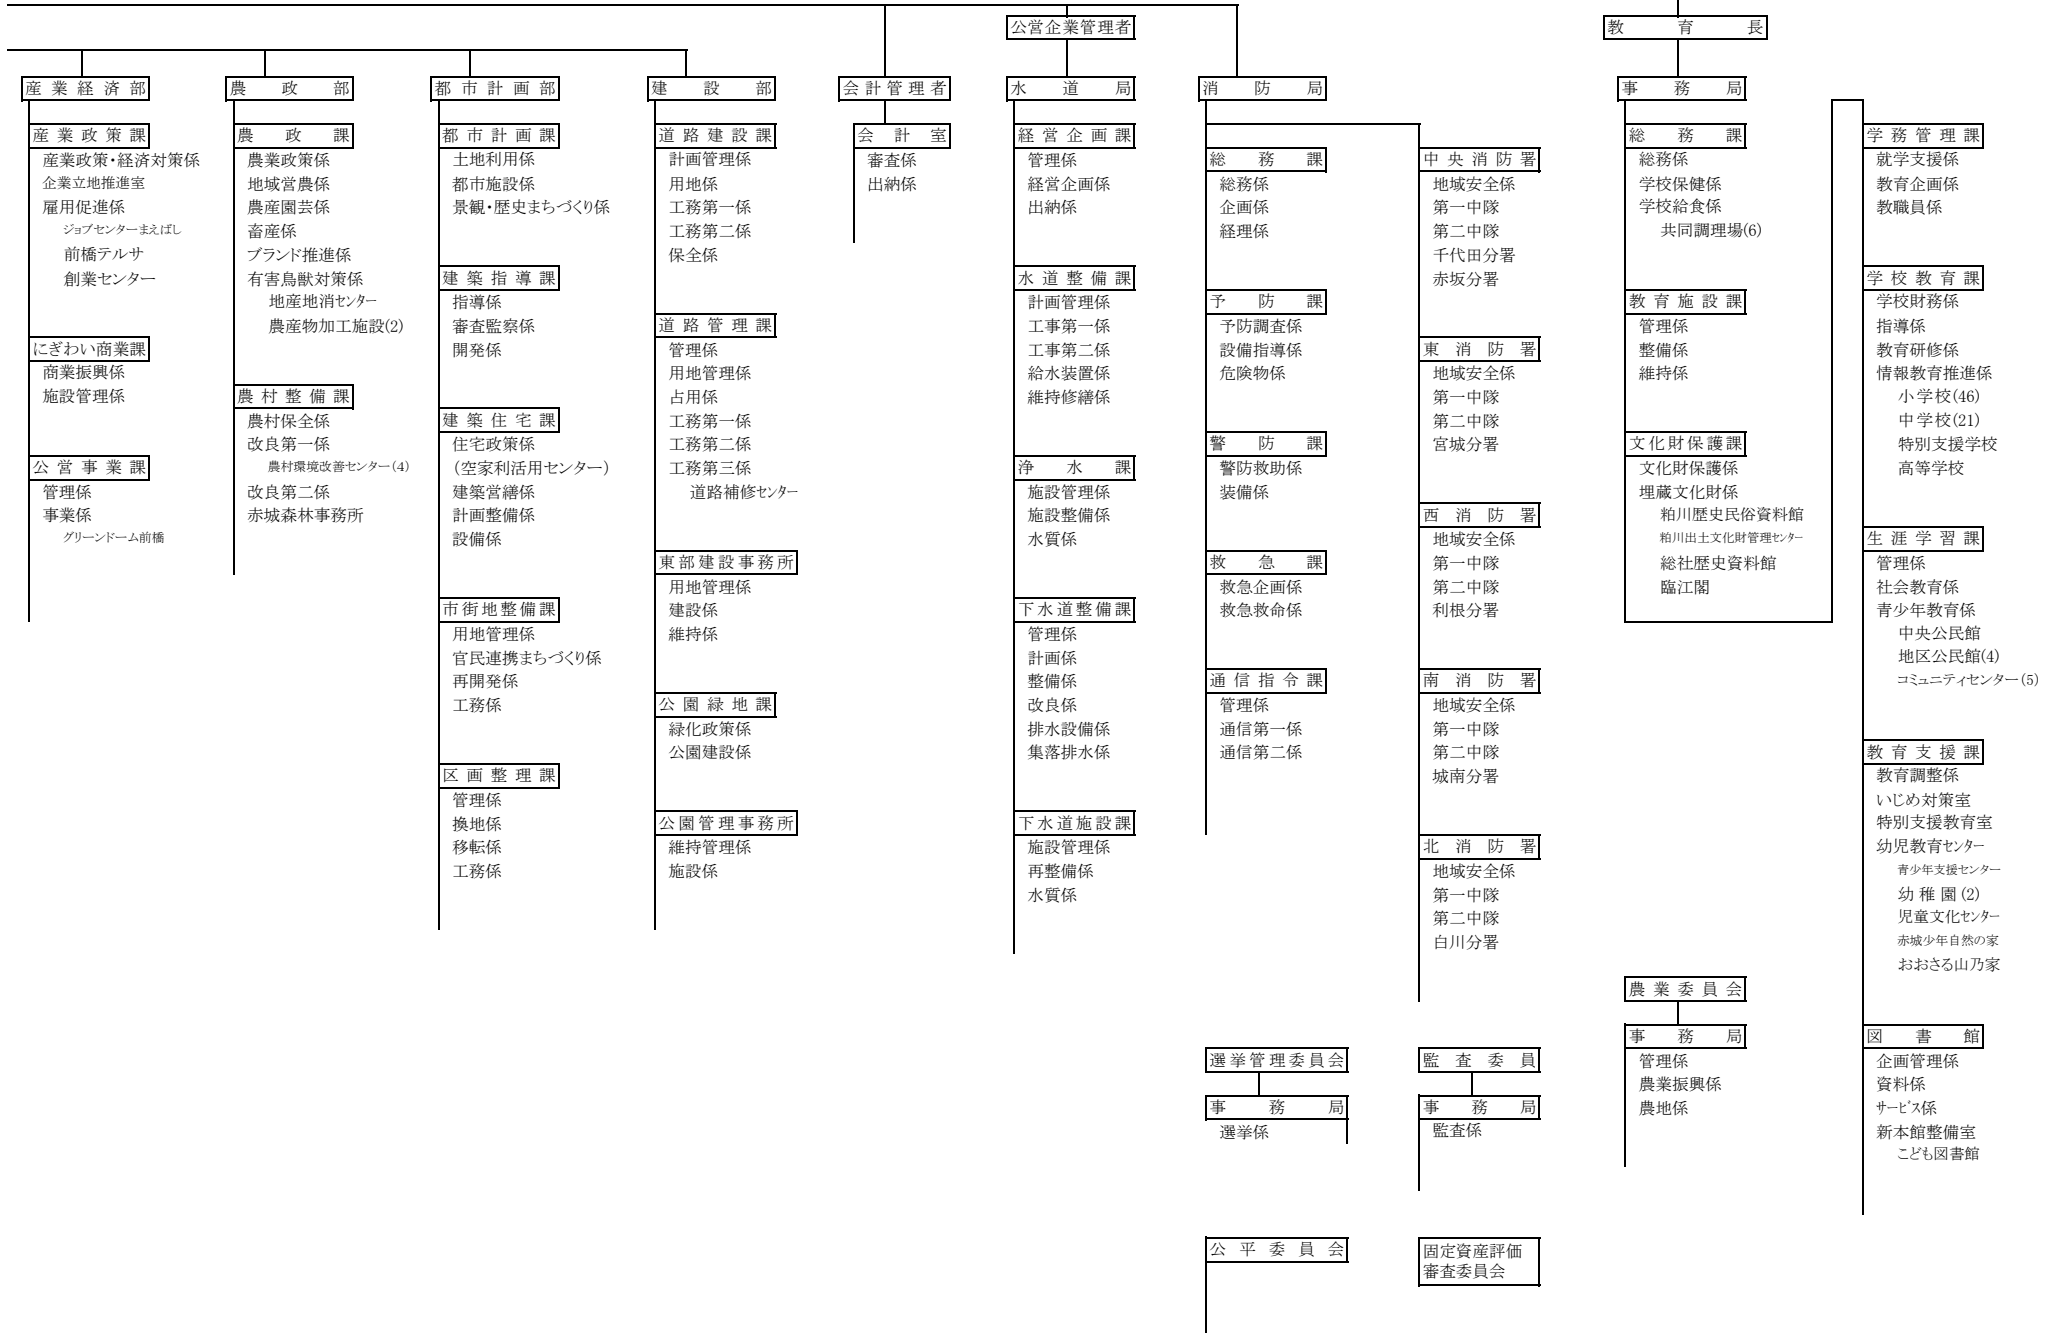 公営企業管理者
教育長
産業経済部
産業政策課
産業政策・経済対策係
企業立地推進室
雇用促進係
ジョブセンターまえばし
前橋テルサ
創業センター
にぎわい商業課
商業振興係
施設管理係
公営事業課
管理係
事業係
グリーンドーム前橋
農政部
農政課
農業政策係
地域営農係
農産園芸係
畜産係
ブランド推進係
有害鳥獣対策係
地産地消センター
農産物加工施設(2)
農村整備課
農村保全係
改良第一係
農村環境改善センター(4)
改良第二係
赤城森林事務所
都市計画部
都市計画課
土地利用係
都市施設係
景観・歴史まちづくり係
建築指導課
指導係
審査監察係
開発係
建築住宅課
住宅政策係
(空家利活用センター)
建築営繕係
計画整備係
設備係
市街地整備課
用地管理係
官民連携まちづくり係
再開発係
工務係
区画整理課
管理係
換地係
移転係
工務係
建設部
道路建設課
計画管理係
用地係
工務第一係
工務第二係
保全係
道路管理課
管理係
用地管理係
占用係
工務第一係
工務第二係
工務第三係
道路補修センター
東部建設事務所
用地管理係
建設係
維持係
公園緑地課
緑化政策係
公園建設係
公園管理事務所
維持管理係
施設係
会計管理者
会計室
審査係
出納係
水道局
経営企画課
管理係
経営企画係
出納係
水道整備課
計画管理係
工事第一係
工事第二係
給水装置係
維持修繕係
浄水課
施設管理係
施設整備係
水質係
下水道整備課
管理係
計画係
整備係
改良係
排水設備係
集落排水係
下水道施設課
施設管理係
再整備係
水質係
消防局
総務課
総務係
企画係
経理係
予防課
予防調査係
設備指導係
危険物係
警防課
警防救助係
装備係
救急課
救急企画係
救急救命係
通信指令課
管理係
通信第一係
通信第二係
中央消防署
地域安全係
第一中隊
第二中隊
千代田分署
赤坂分署
東消防署
地域安全係
第一中隊
第二中隊
宮城分署
西消防署
地域安全係
第一中隊
第二中隊
利根分署
南消防署
地域安全係
第一中隊
第二中隊
城南分署
北消防署
地域安全係
第一中隊
第二中隊
白川分署
選挙管理委員会
事務局
選挙係
監査委員
事務局
監査係
公平委員会
固定資産評価
審査委員会
事務局
総務課
総務係
学校保健係
学校給食係
共同調理場(6)
教育施設課
管理係
整備係
維持係
文化財保護課
文化財保護係
埋蔵文化財係
粕川歴史民俗資料館
粕川出土文化財管理センター
総社歴史資料館
臨江閣
農業委員会
事務局
管理係
農業振興係
農地係
学務管理課
就学支援係
教育企画係
教職員係
学校教育課
学校財務係
指導係
教育研修係
情報教育推進係
小学校(46)
中学校(21)
特別支援学校
高等学校
生涯学習課
管理係
社会教育係
青少年教育係
中央公民館
地区公民館(4)
コミュニティセンター(5)
教育支援課
教育調整係
いじめ対策室
特別支援教育室
幼児教育センター
青少年支援センター
幼稚園(2)
児童文化センター
赤城少年自然の家
おおさる山乃家
図書館
企画管理係
資料係
サービス係
新本館整備室
こども図書館